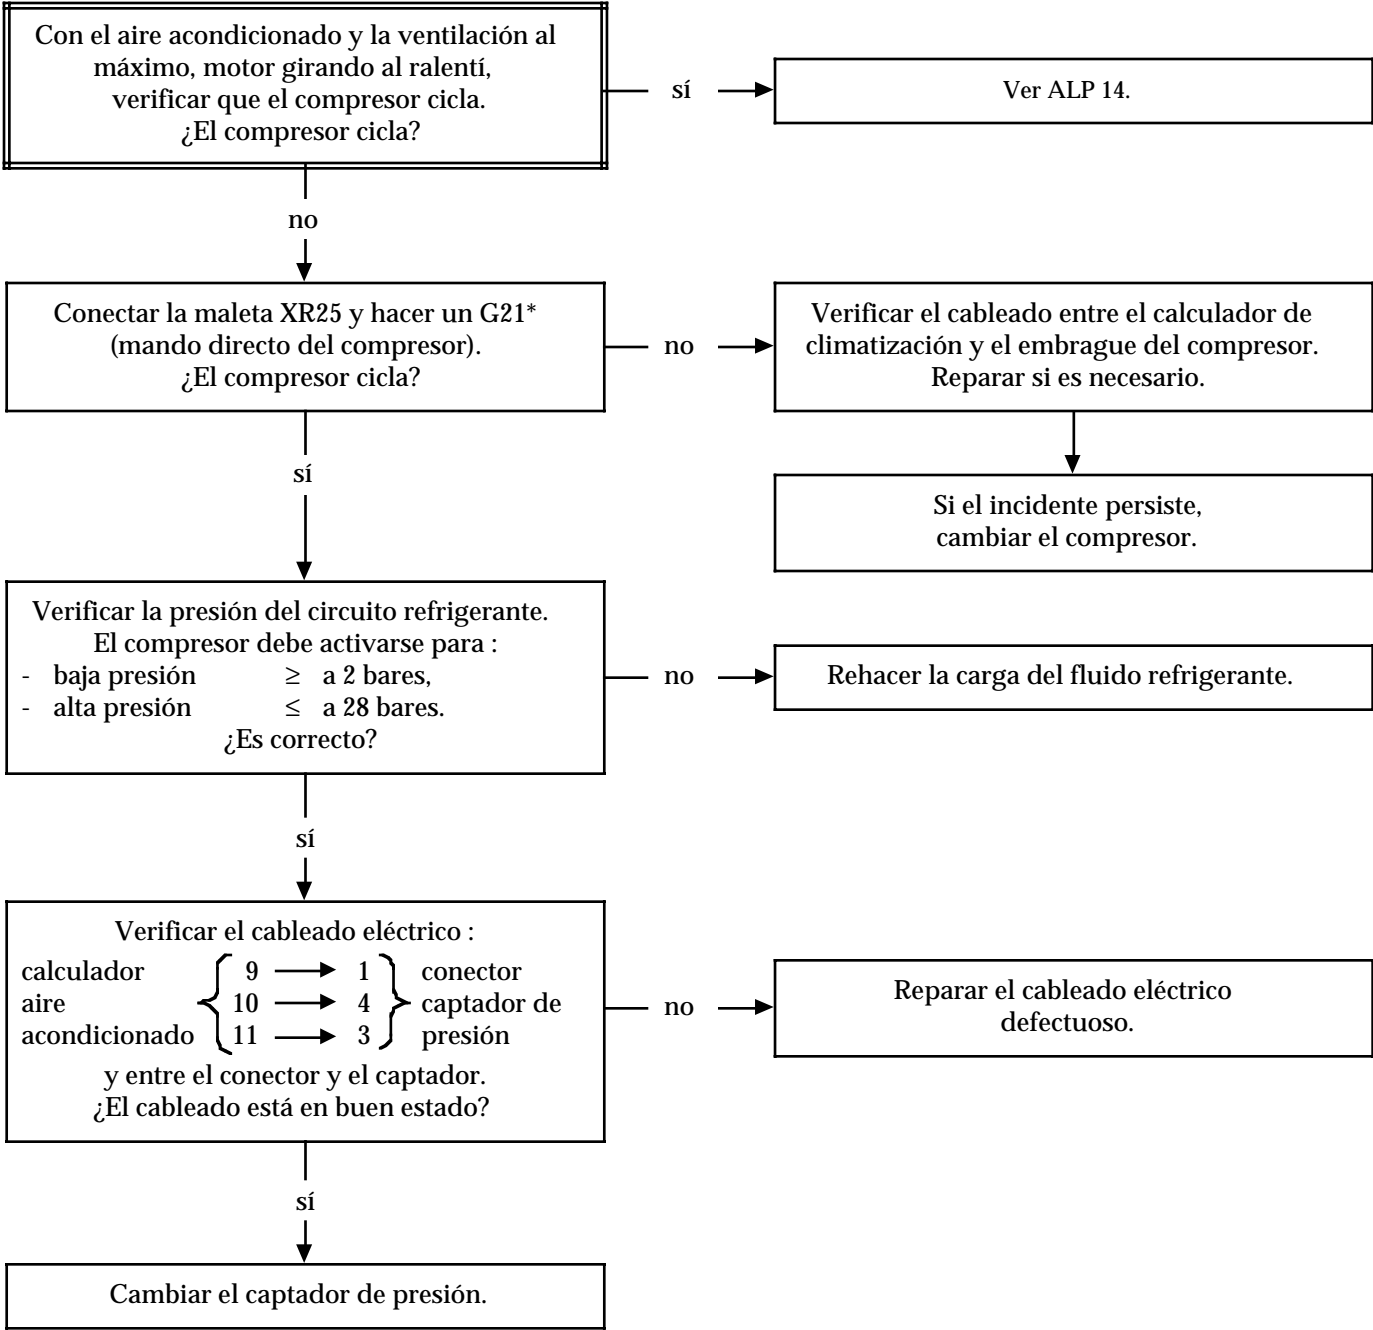 Con el aire acondicionado y la ventilación al
máximo, motor girando al ralentí,
verificar que el compresor cicla.
¿El compresor cicla?
sí
Ver ALP 14.
no
Conectar la maleta XR25 y hacer un G21*
(mando directo del compresor).
¿El compresor cicla?
no
Verificar el cableado entre el calculador de
climatización y el embrague del compresor.
Reparar si es necesario.
sí
Si el incidente persiste,
cambiar el compresor.
Verificar la presión del circuito refrigerante.
El compresor debe activarse para :
- baja presión ≥ a 2 bares,
- alta presión ≤ a 28 bares.
¿Es correcto?
no
Rehacer la carga del fluido refrigerante.
sí
Verificar el cableado eléctrico :
calculador 9 1 conector
aire 10 4 captador de
acondicionado 11 3 presión
y entre el conector y el captador.
¿El cableado está en buen estado?
no
Reparar el cableado eléctrico
defectuoso.
sí
Cambiar el captador de presión.